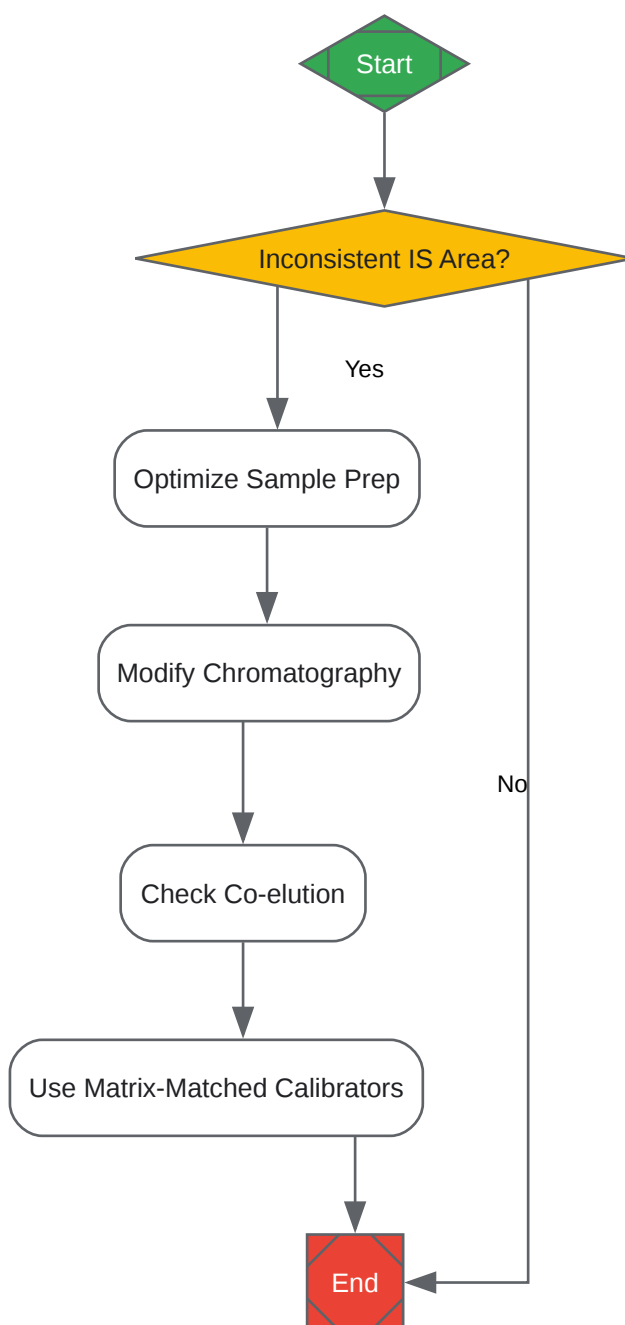 Start
Inconsistent IS Area?
Yes
Optimize Sample Prep
Modify Chromatography
No
Check Co-elution
Use Matrix-Matched Calibrators
End